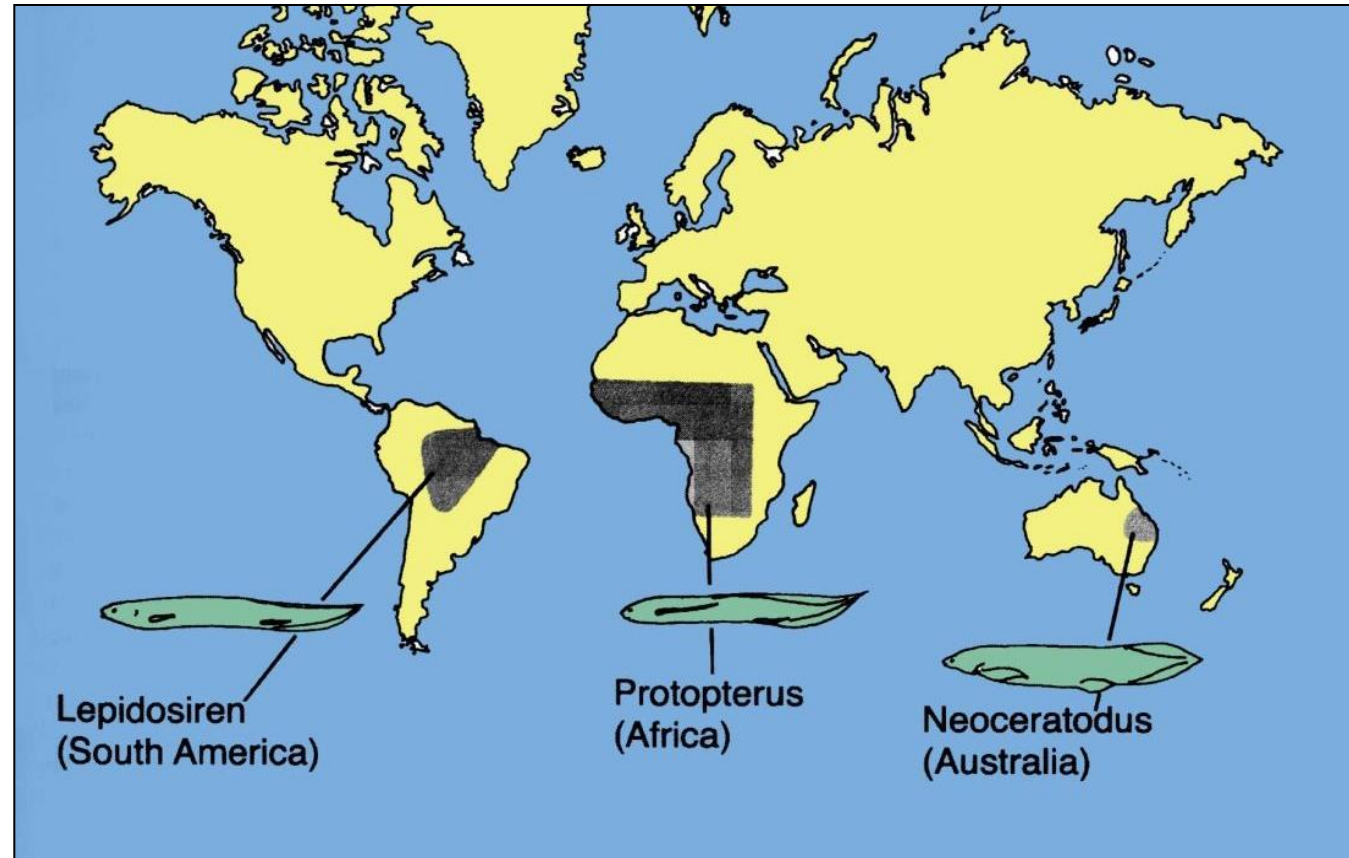 Lepidosiren
(South America)
Protopterus
(Africa)
Neoceratodus
(Australia)